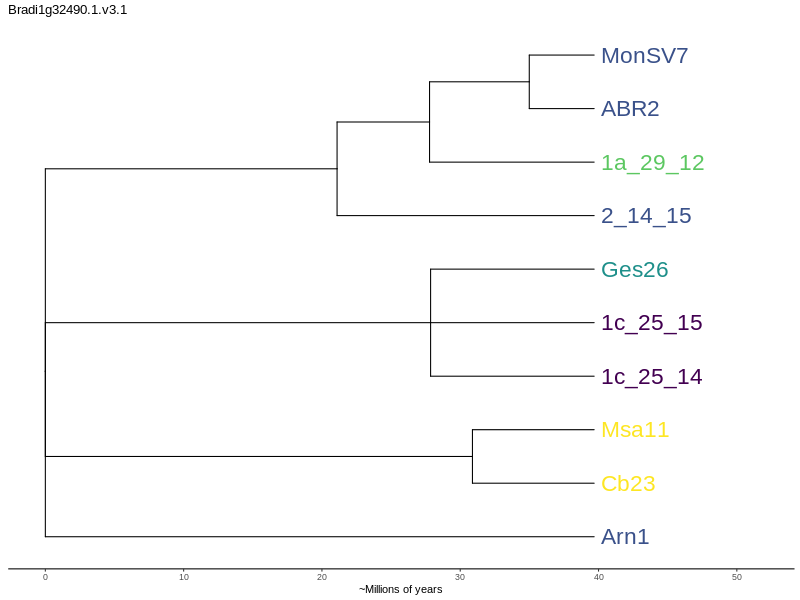 Bradi1g32490.1.v3.1
MonSV7
ABR2
1a_29_12
2_14_15
Ges26
1c_25_15
1c_25_14
Msa11
Cb23
Arn1
0 10 20 30 40 50
~Millions of years